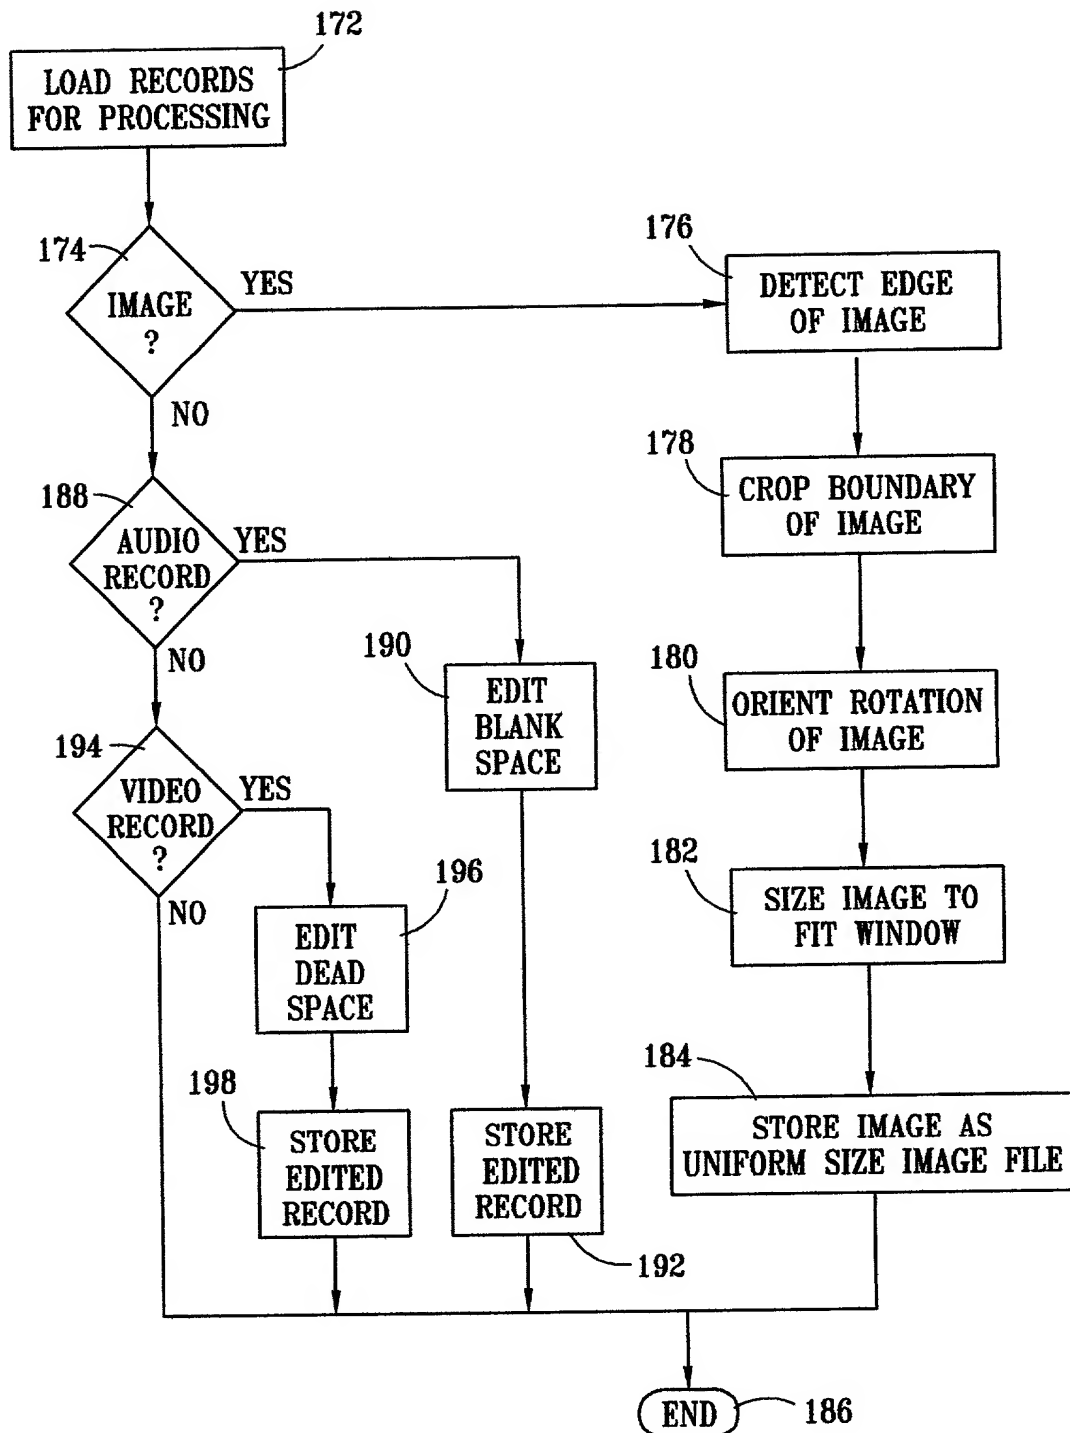 172
LOAD RECORDS
FOR PROCESSING
174
IMAGE
?
YES
NO
176
DETECT EDGE
OF IMAGE
178
CROP BOUNDARY
OF IMAGE
180
ORIENT ROTATION
OF IMAGE
182
SIZE IMAGE TO
FIT WINDOW
184
STORE IMAGE AS
UNIFORM SIZE IMAGE FILE
188
AUDIO
RECORD
?
YES
NO
190
EDIT
BLANK
SPACE
STORE
EDITED
RECORD
192
194
VIDEO
RECORD
?
YES
NO
196
EDIT
DEAD
SPACE
198
STORE
EDITED
RECORD
END
186